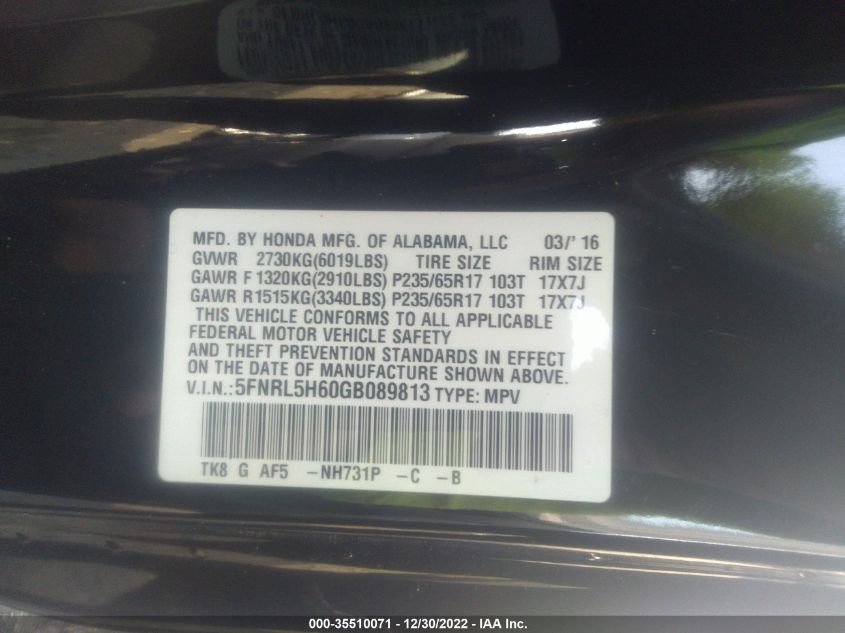 MFD. BY HONDA MFG. OF ALABAMA, LLC 03/' 16
GVWR 2730KG(6019LBS) TIRE SIZE RIM SIZE
GAWR F 1320KG(2910LBS) P235/65R17 103T 17X7J
GAWR R1515KG(3340LBS) P235/65R17 103T 17X7J
THIS VEHICLE CONFORMS TO ALL APPLICABLE
FEDERAL MOTOR VEHICLE SAFETY
AND THEFT PREVENTION STANDARDS IN EFFECT
ON THE DATE OF MANUFACTURE SHOWN ABOVE.
V.I.N.:5FNRL5H60GB089813 TYPE: MPV
TK8 G AF5 -NH731P -C -B
000-35510071 - 12/30/2022 - IAA Inc.